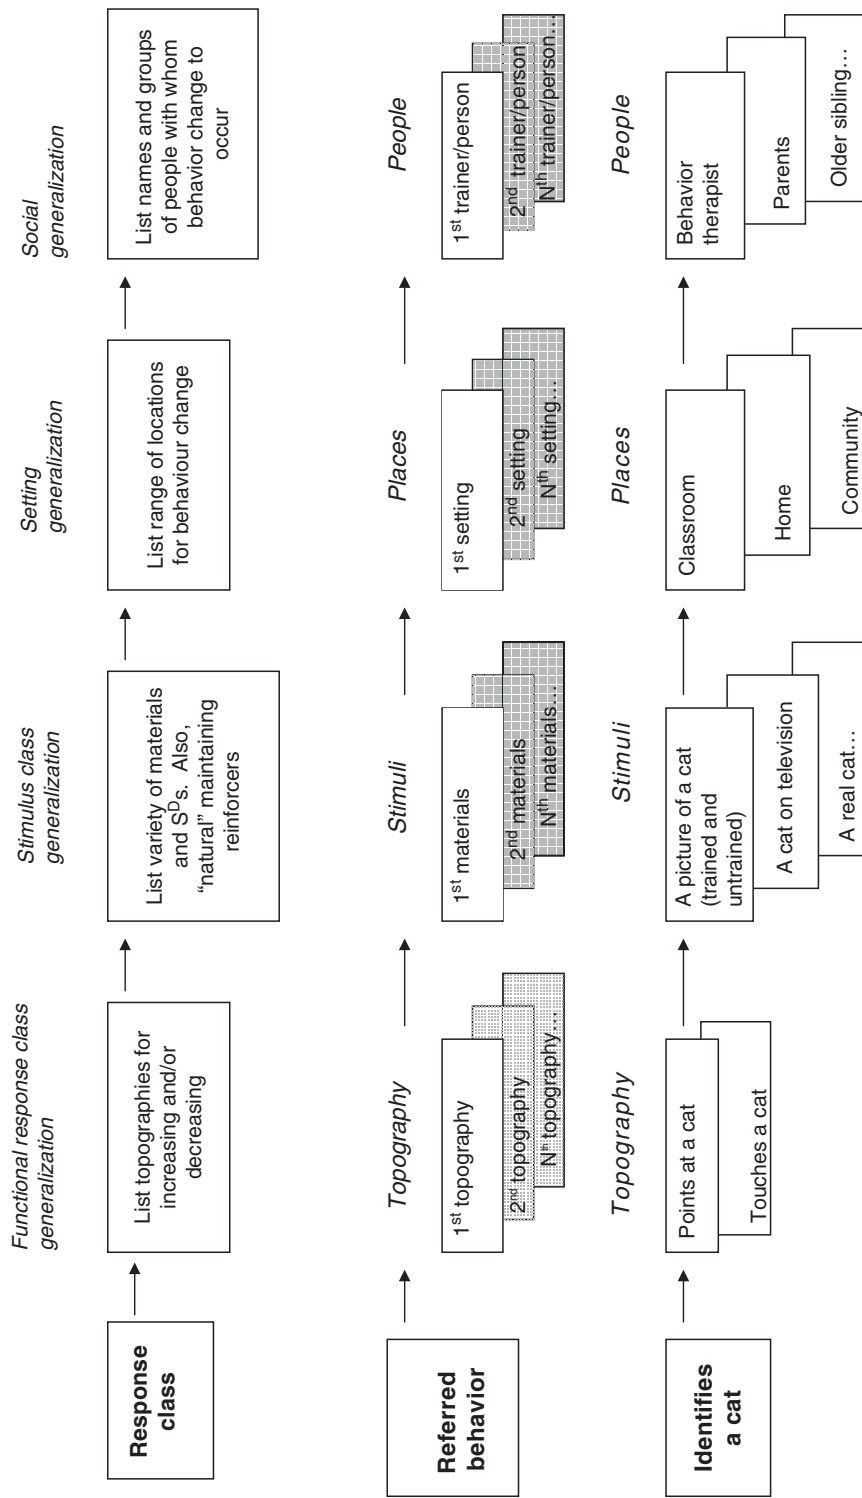 Functional response class
generalization
Stimulus class
generalization
Setting
generalization
Social
generalization
Response
class
List topographies for
increasing and/or
decreasing
List variety of materials
and SᴰS. Also,
“natural” maintaining
reinforcers
List range of locations
for behaviour change
List names and groups
of people with whom
behavior change to
occur
Topography
Stimuli
Places
People
Referred
behavior
1st topography
2nd topography
Nth topography…
1st materials
2nd materials
Nth materials…
1st setting
2nd setting
Nth setting…
1st trainer/person
2nd trainer/person
Nth trainer/person…
Topography
Stimuli
Places
People
Identifies
a cat
Points at a cat
Touches a cat
A picture of a cat
(trained and
untrained)
A cat on television
A real cat…
Classroom
Home
Community
Behavior
therapist
Parents
Older sibling…